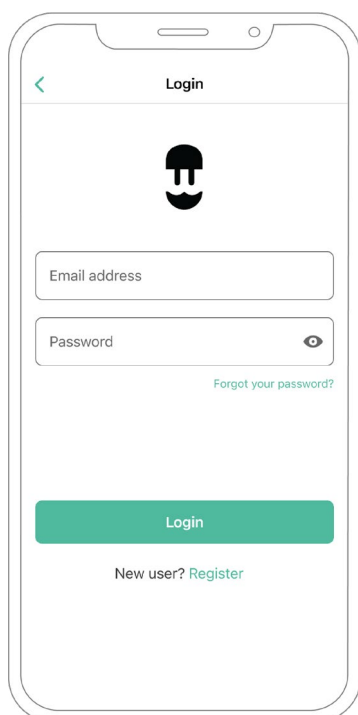 Login
Email address
Password
Forgot your password?
Login
New user? Register